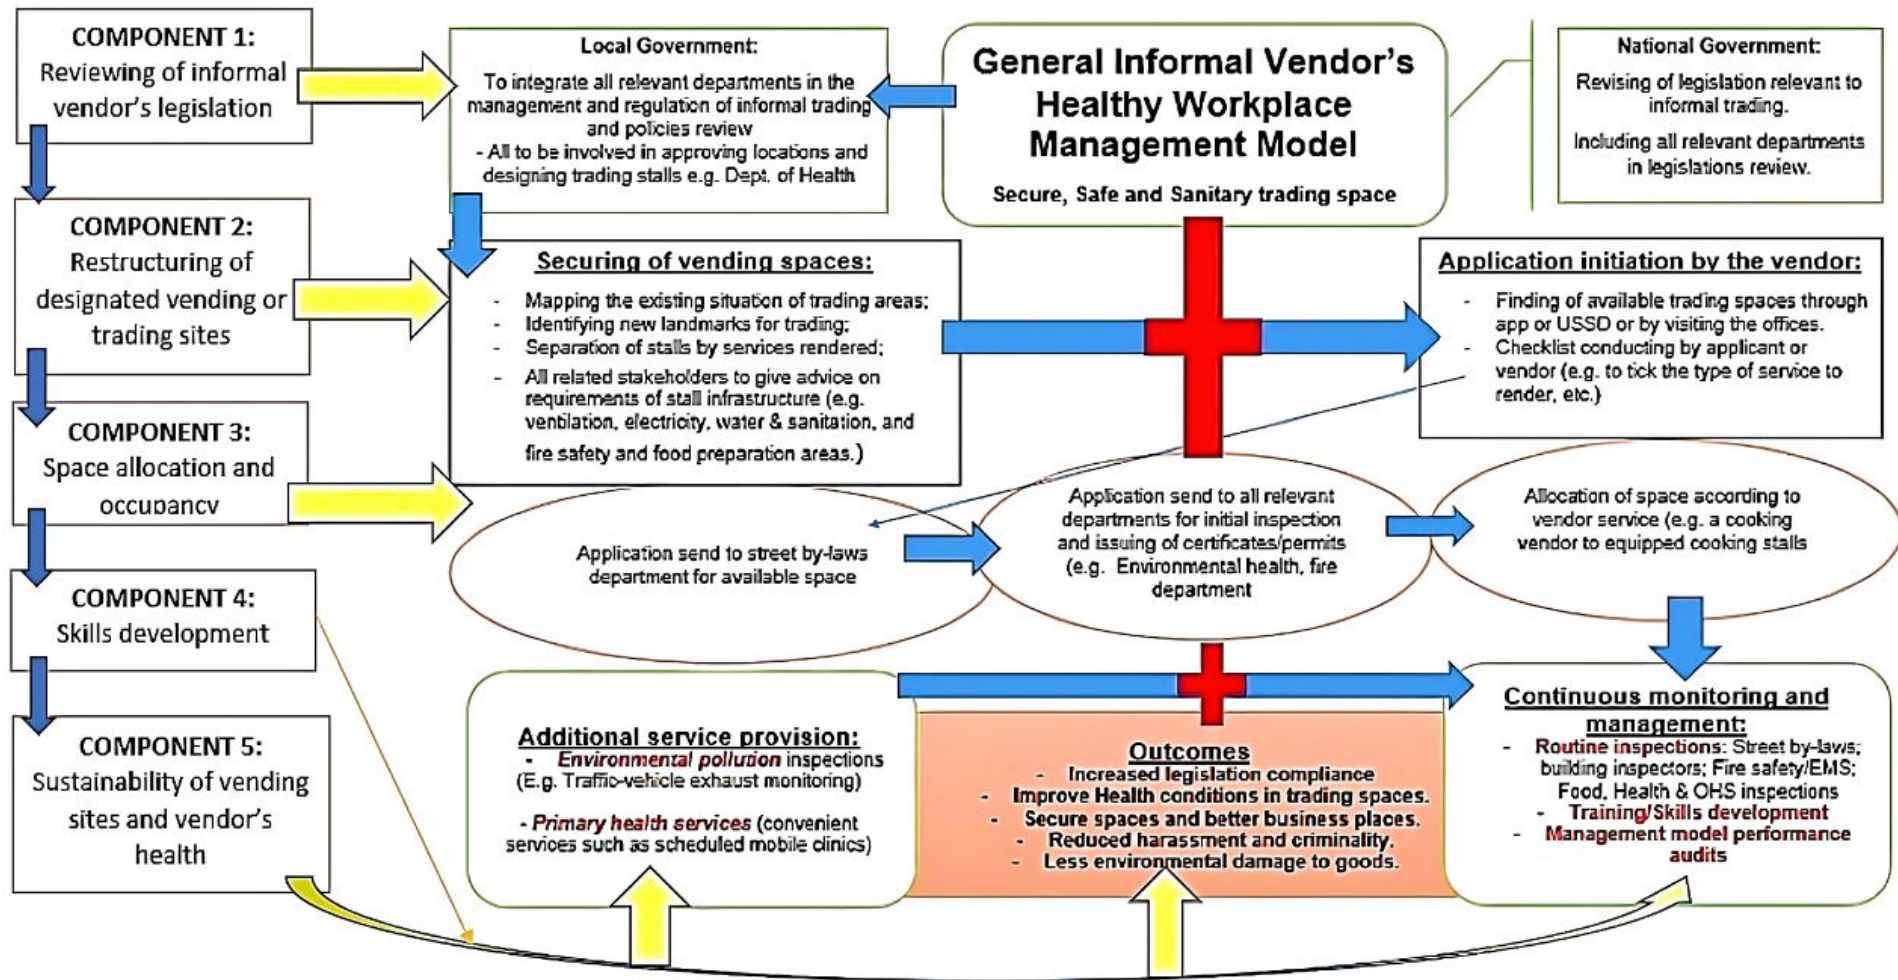 COMPONENT 1:
Reviewing of informal
vendor's legislation
COMPONENT 2:
Restructuring of
designated vending or
trading sites
COMPONENT 3:
Space allocation and
occupancy
COMPONENT 4:
Skills development
COMPONENT 5:
Sustainability of vending
sites and vendor's
health
Local Government:
To integrate all relevant departments in the
management and regulation of informal trading
and policies review
- All to be involved in approving locations and
designing trading stalls e.g. Dept. of Health
General Informal Vendor's
Healthy Workplace
Management Model
Secure, Safe and Sanitary trading space
National Government:
Revising of legislation relevant to
informal trading.
Including all relevant departments
in legislations review.
Securing of vending spaces:
- Mapping the existing situation of trading areas;
- Identifying new landmarks for trading;
- Separation of stalls by services rendered;
- All related stakeholders to give advice on
requirements of stall infrastructure (e.g.
ventilation, electricity, water & sanitation, and
fire safety and food preparation areas.)
Application initiation by the vendor:
- Finding of available trading spaces through
app or USSD or by visiting the offices.
- Checklist conducting by applicant or
vendor (e.g. to tick the type of service to
render, etc.)
Application send to street by-laws
department for available space
Application send to all relevant
departments for initial inspection
and issuing of certificates/permits
(e.g. Environmental health, fire
department
Allocation of space according to
vendor service (e.g. a cooking
vendor to equipped cooking stalls
Additional service provision:
- Environmental pollution inspections
(E.g. Traffic-vehicle exhaust monitoring)
- Primary health services (convenient
services such as scheduled mobile clinics)
Outcomes
- Increased legislation compliance
- Improve Health conditions in trading spaces.
- Secure spaces and better business places.
- Reduced harassment and criminality.
- Less environmental damage to goods.
Continuous monitoring and
management:
- Routine inspections: Street by-laws;
building inspectors; Fire safety/EMS;
Food, Health & OHS inspections
- Training/Skills development
- Management model performance
audits